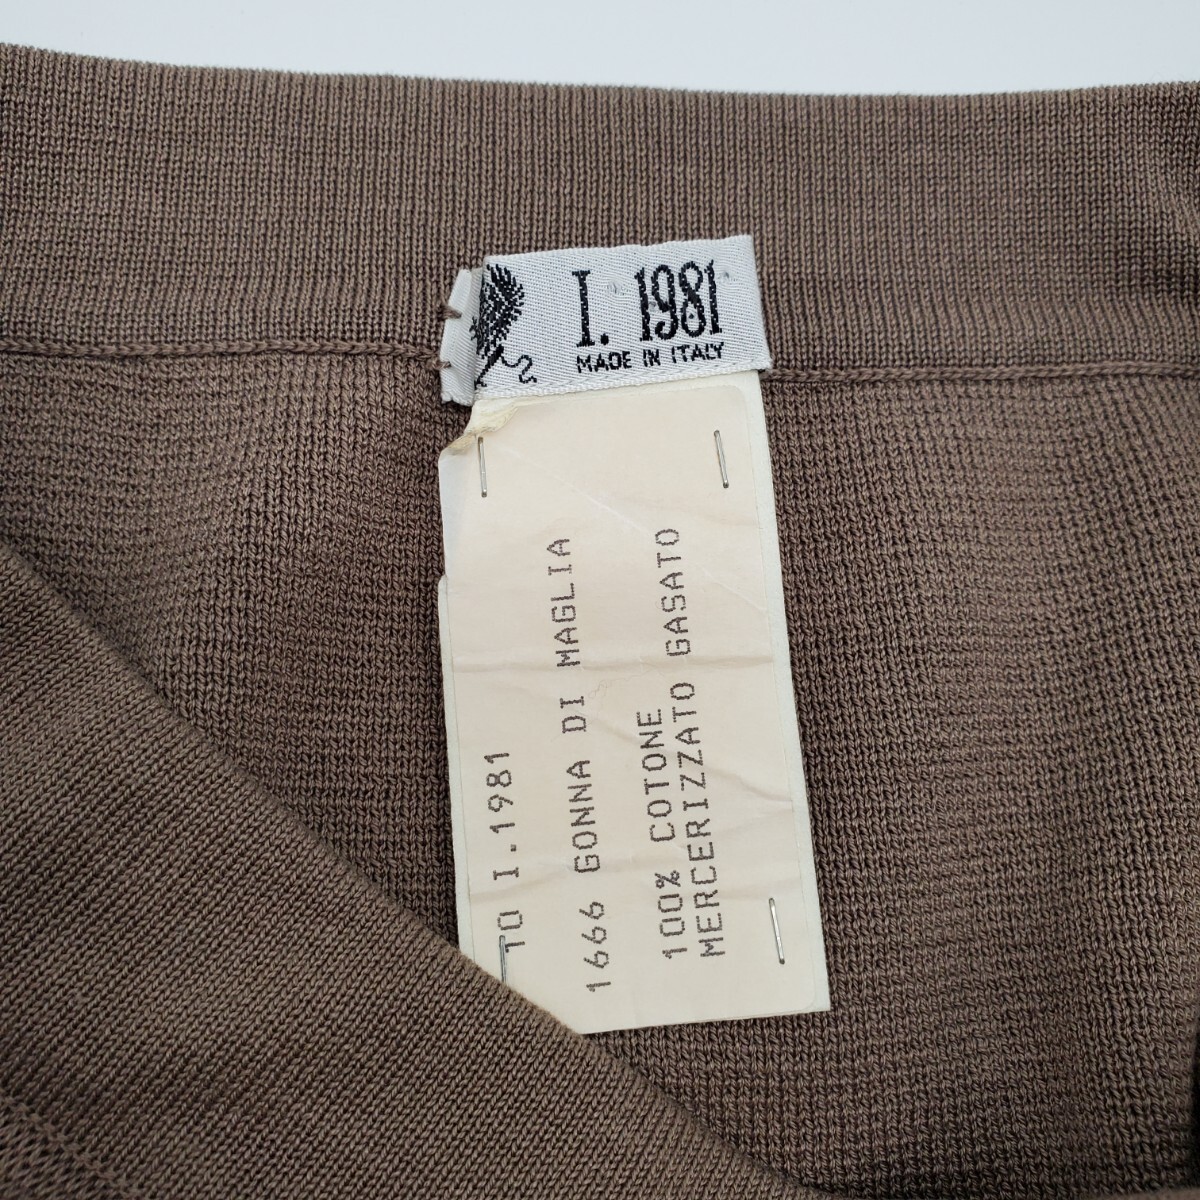 I. 1981
MADE IN ITALY
TO I.1981
1666 GONNA DI MAGLIA
100% COTONE
MERCERIZZATO GASATO